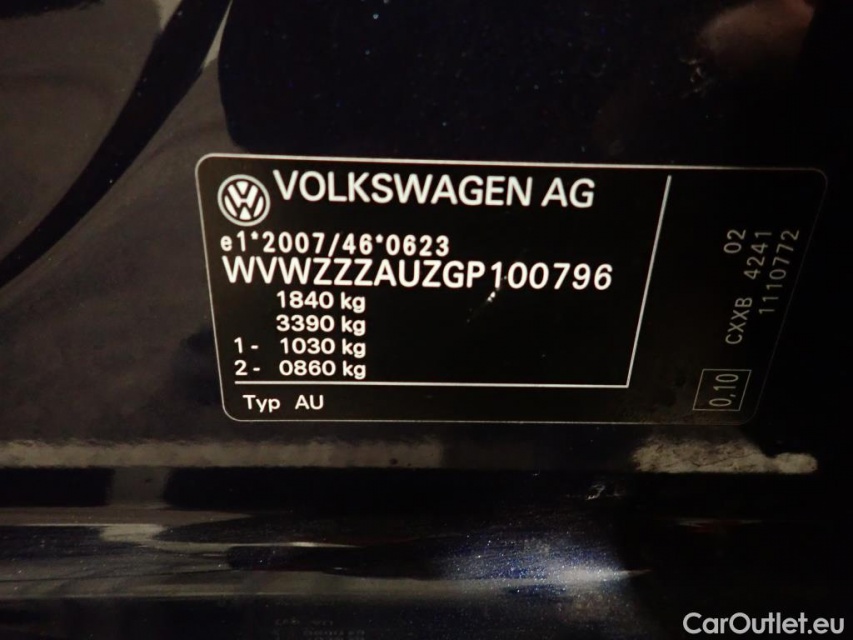 VOLKSWAGEN AG
e1*2007/46*0623
WVWZZZAUZGP100796
1840 kg
3390 kg
1 - 1030 kg
2 - 0860 kg
Typ AU
02
CXXB 4241
1110772
0,10
CarOutlet.eu